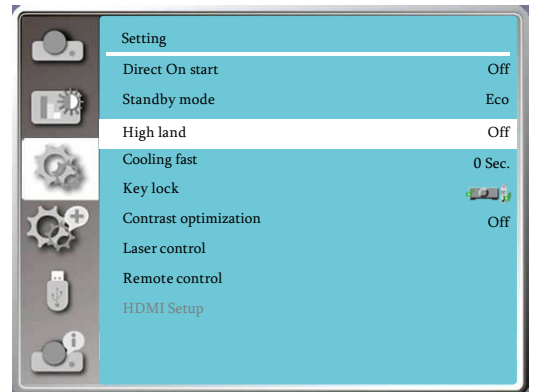 Setting
Direct On start Off
Standby mode Eco
High land Off
Cooling fast 0 Sec.
Key lock
Contrast optimization Off
Laser control
Remote control
HDMI Setup